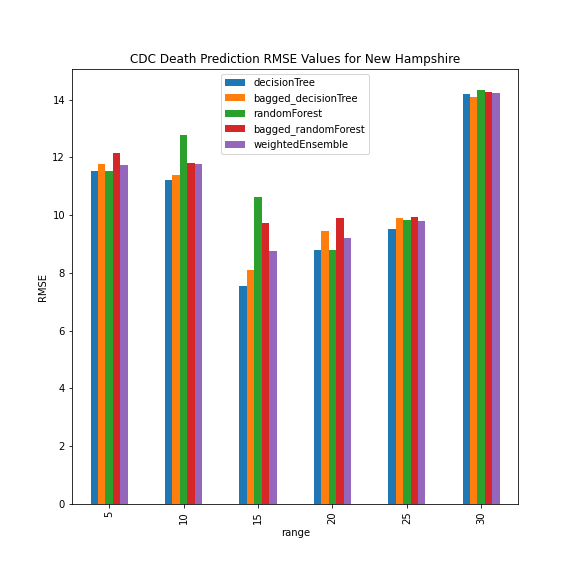 CDC Death Prediction RMSE Values for New Hampshire
decisionTree
bagged_decisionTree
randomForest
bagged_randomForest
weightedEnsemble
14
12
10
8
6
4
2
0
RMSE
5
10
15
20
25
30
range